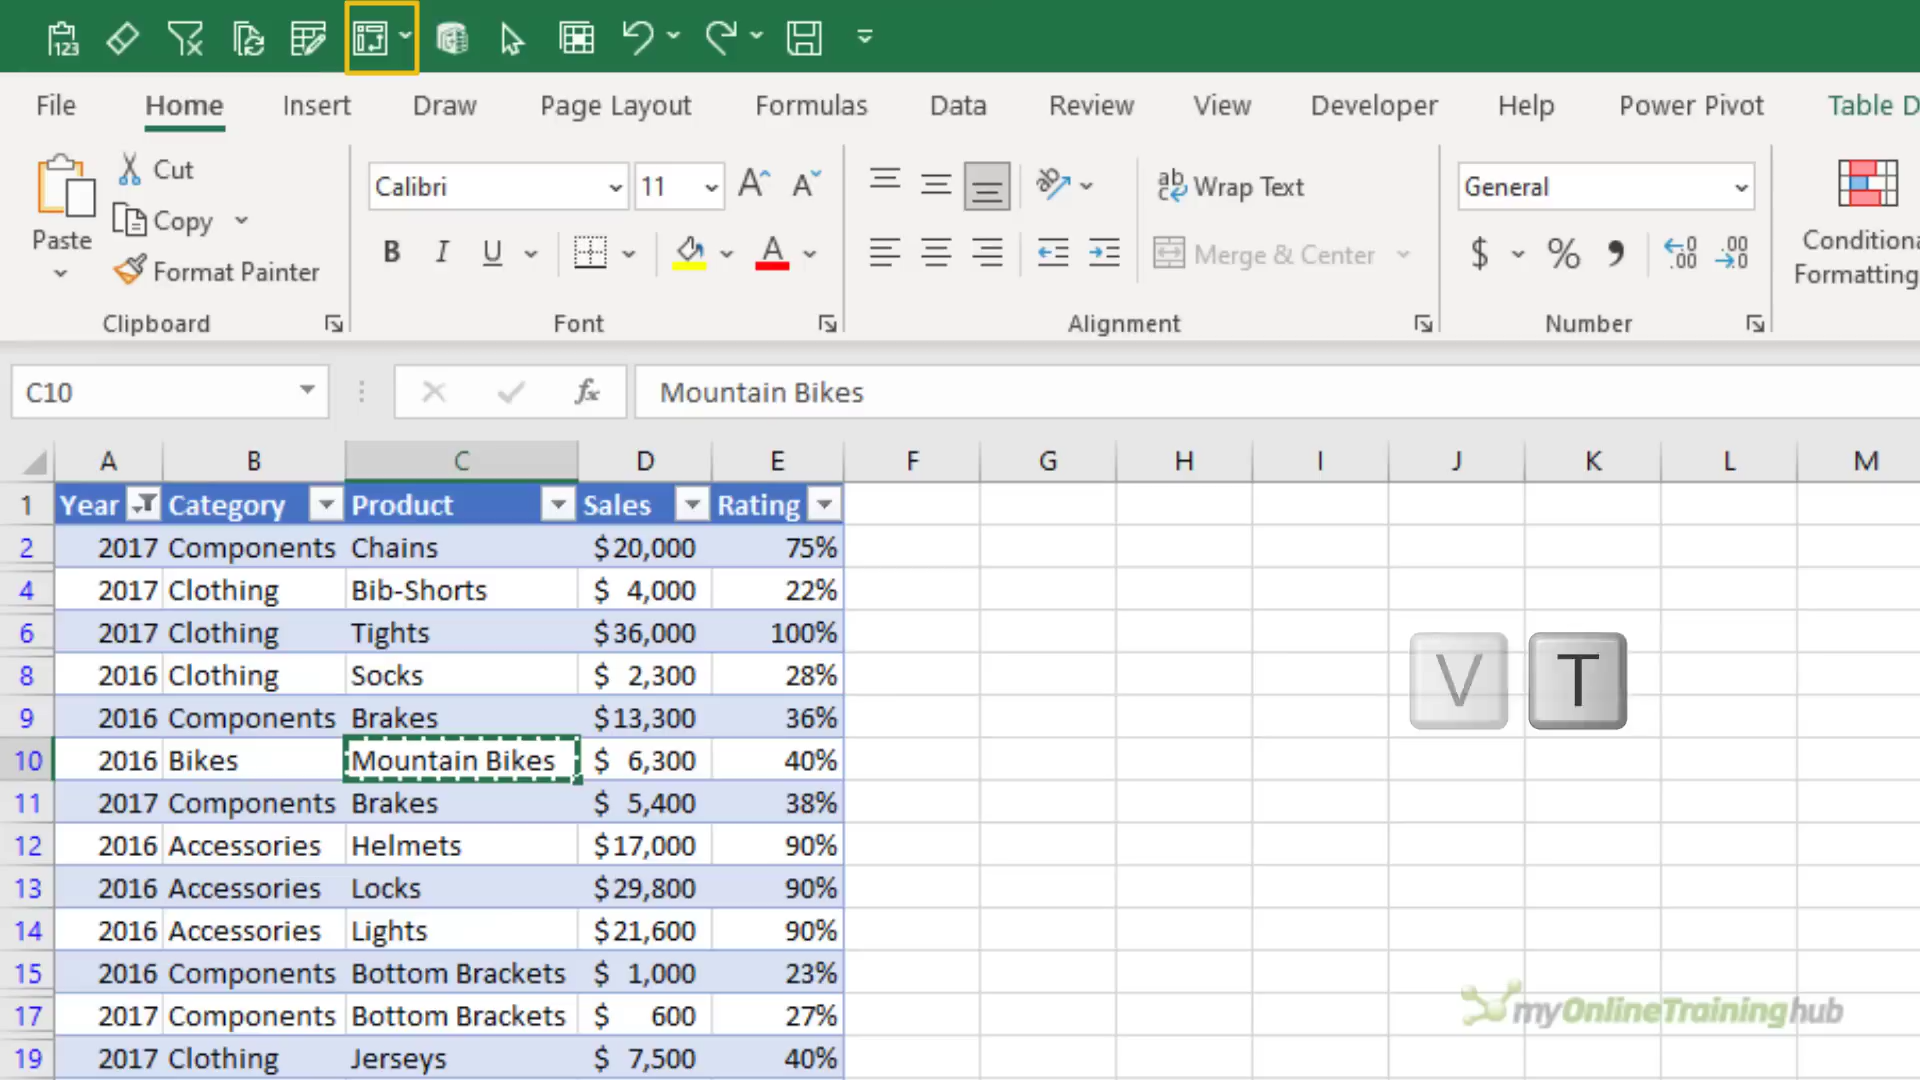 123
File Home Insert Draw Page Layout Formulas Data Review View Developer Help Power Pivot Table D
Paste
Cut
Copy
Format Painter
Clipboard
Calibri 11 A A
B I U A
Font
ab Wrap Text
Merge & Center
Alignment
General
$ % , .00 .00
Number
Conditiona
Formatting
C10 fx Mountain Bikes
A B C D E F G H I J K L M
1 Year Category Product Sales Rating
2 2017 Components Chains $20,000 75%
4 2017 Clothing Bib-Shorts $ 4,000 22%
6 2017 Clothing Tights $36,000 100%
8 2016 Clothing Socks $ 2,300 28%
9 2016 Components Brakes $13,300 36%
10 2016 Bikes Mountain Bikes $ 6,300 40%
11 2017 Components Brakes $ 5,400 38%
12 2016 Accessories Helmets $17,000 90%
13 2016 Accessories Locks $29,800 90%
14 2016 Accessories Lights $21,600 90%
15 2016 Components Bottom Brackets $ 1,000 23%
17 2017 Components Bottom Brackets $ 600 27%
19 2017 Clothing Jerseys $ 7,500 40%
V T
myOnlineTraininghub